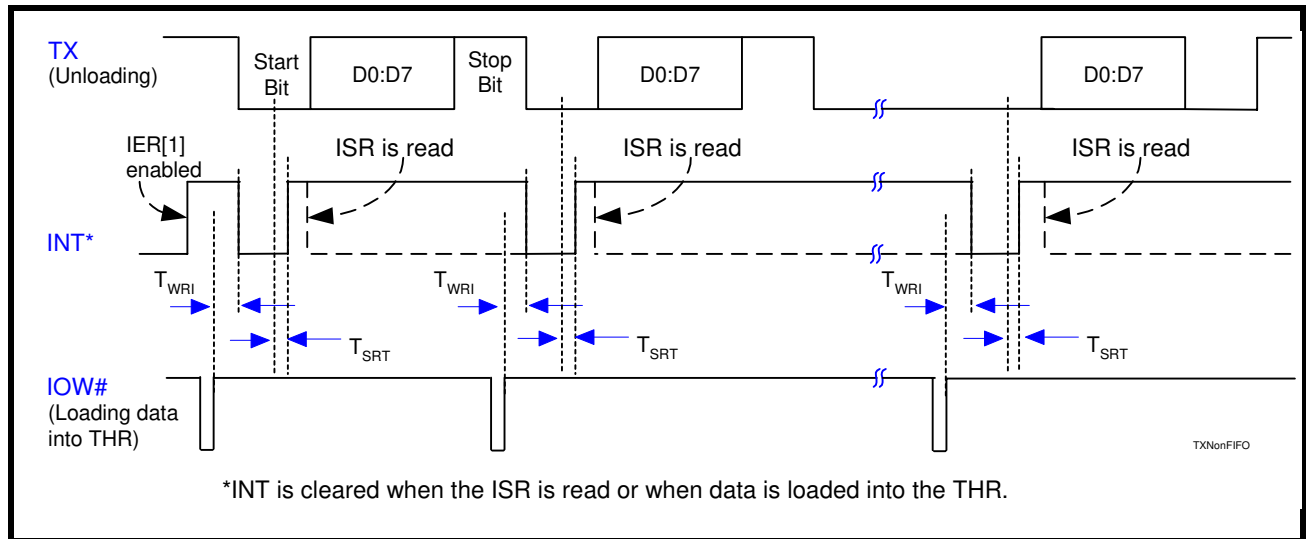 TX
(Unloading)
Start
Bit
D0:D7
Stop
Bit
D0:D7
D0:D7
IER[1]
enabled
ISR is read
ISR is read
ISR is read
INT*
TWRI
TWRI
TWRI
TSRT
TSRT
TSRT
IOW#
(Loading data
into THR)
TXNonFIFO
*INT is cleared when the ISR is read or when data is loaded into the THR.